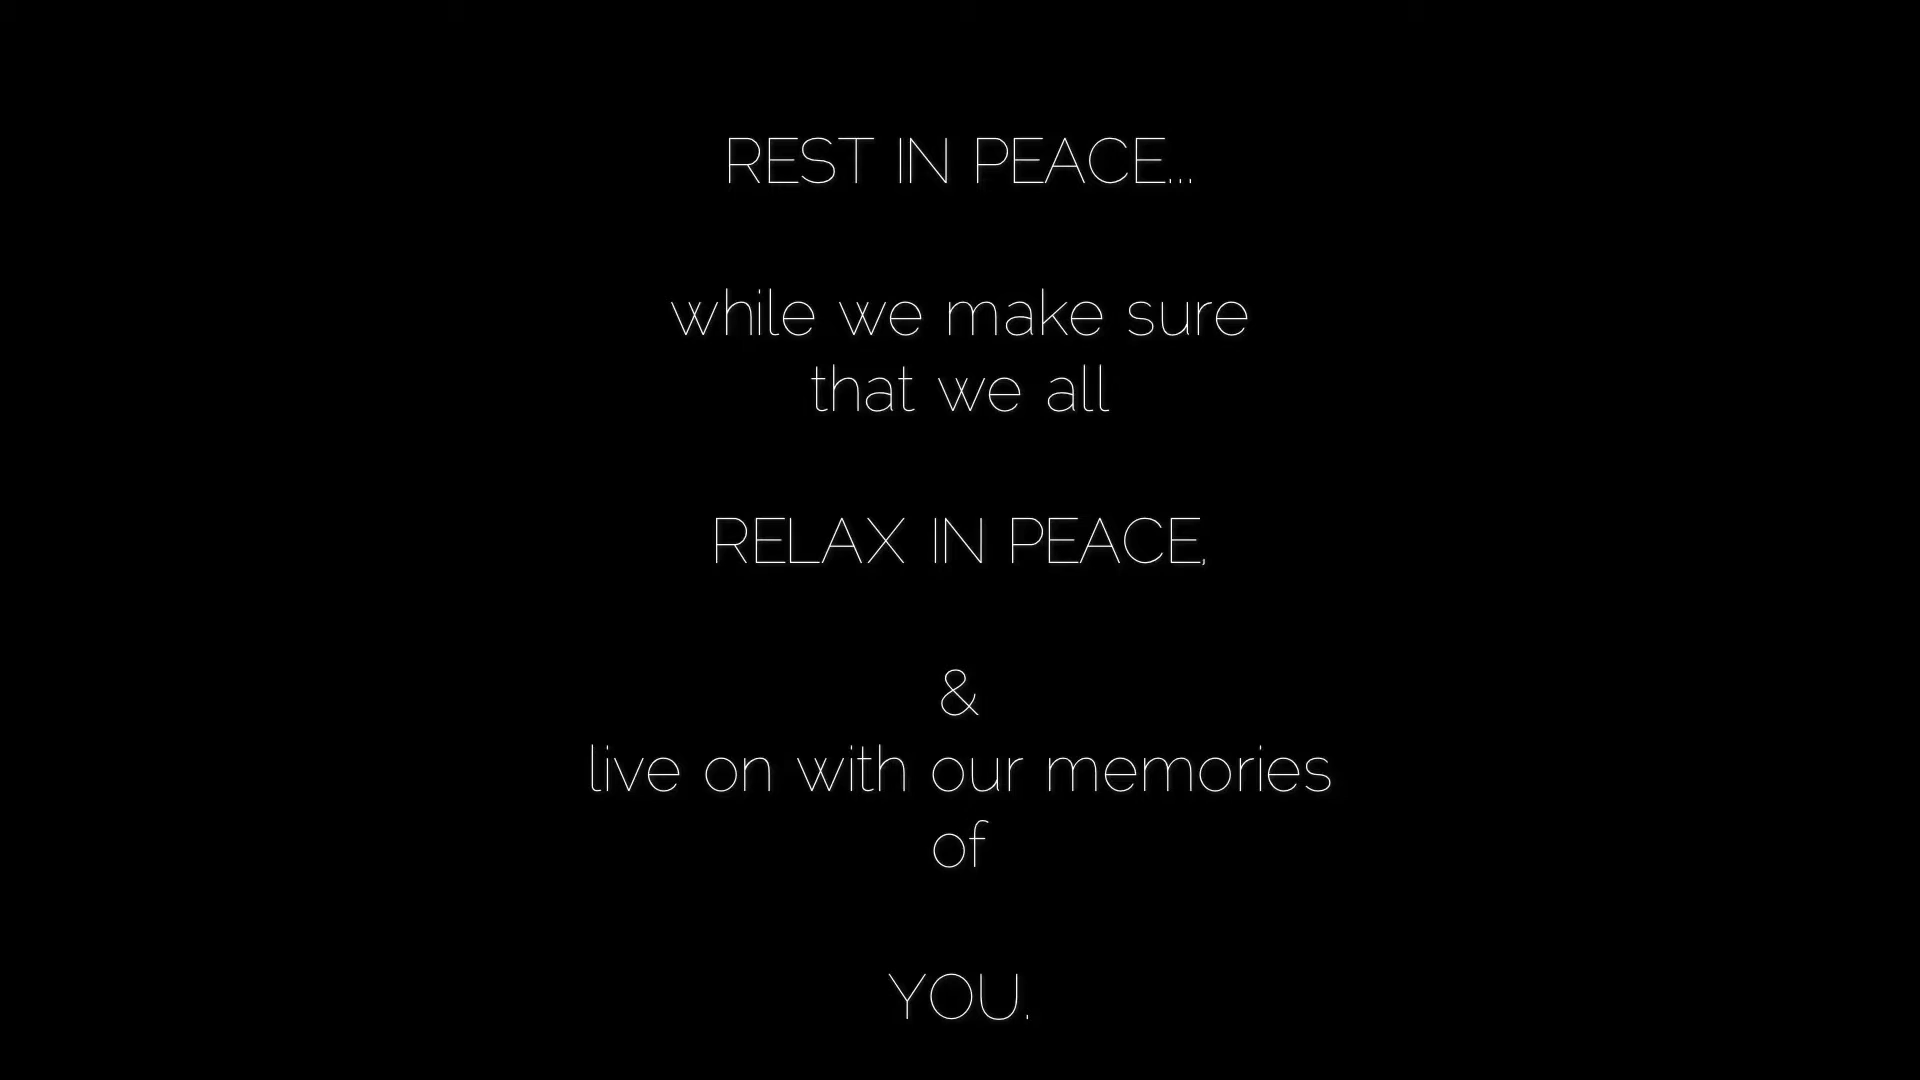 REST IN PEACE...
while we make sure
that we all
RELAX IN PEACE,
&
live on with our memories
of
YOU.